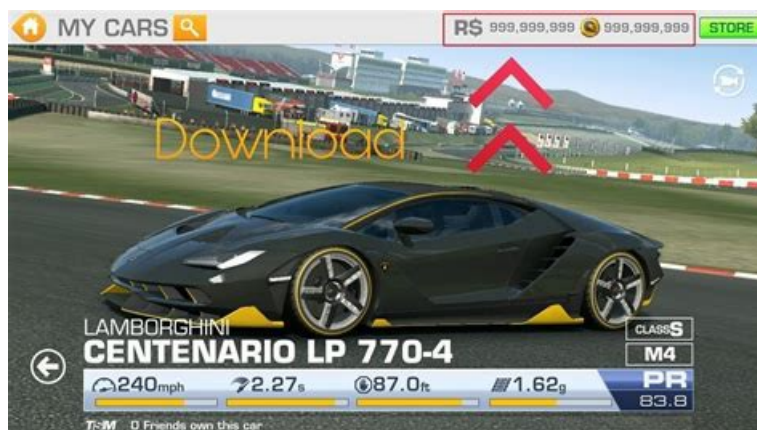 MY CARS
R$ 999,999,999 999,999,999 STORE
Download
LAMBORGHINI
CENTENARIO LP 770-4
CLASS S
M4
240mph 2.27s 87.0ft 1.62g
PR
83.8
TSM 0 Friends own this car